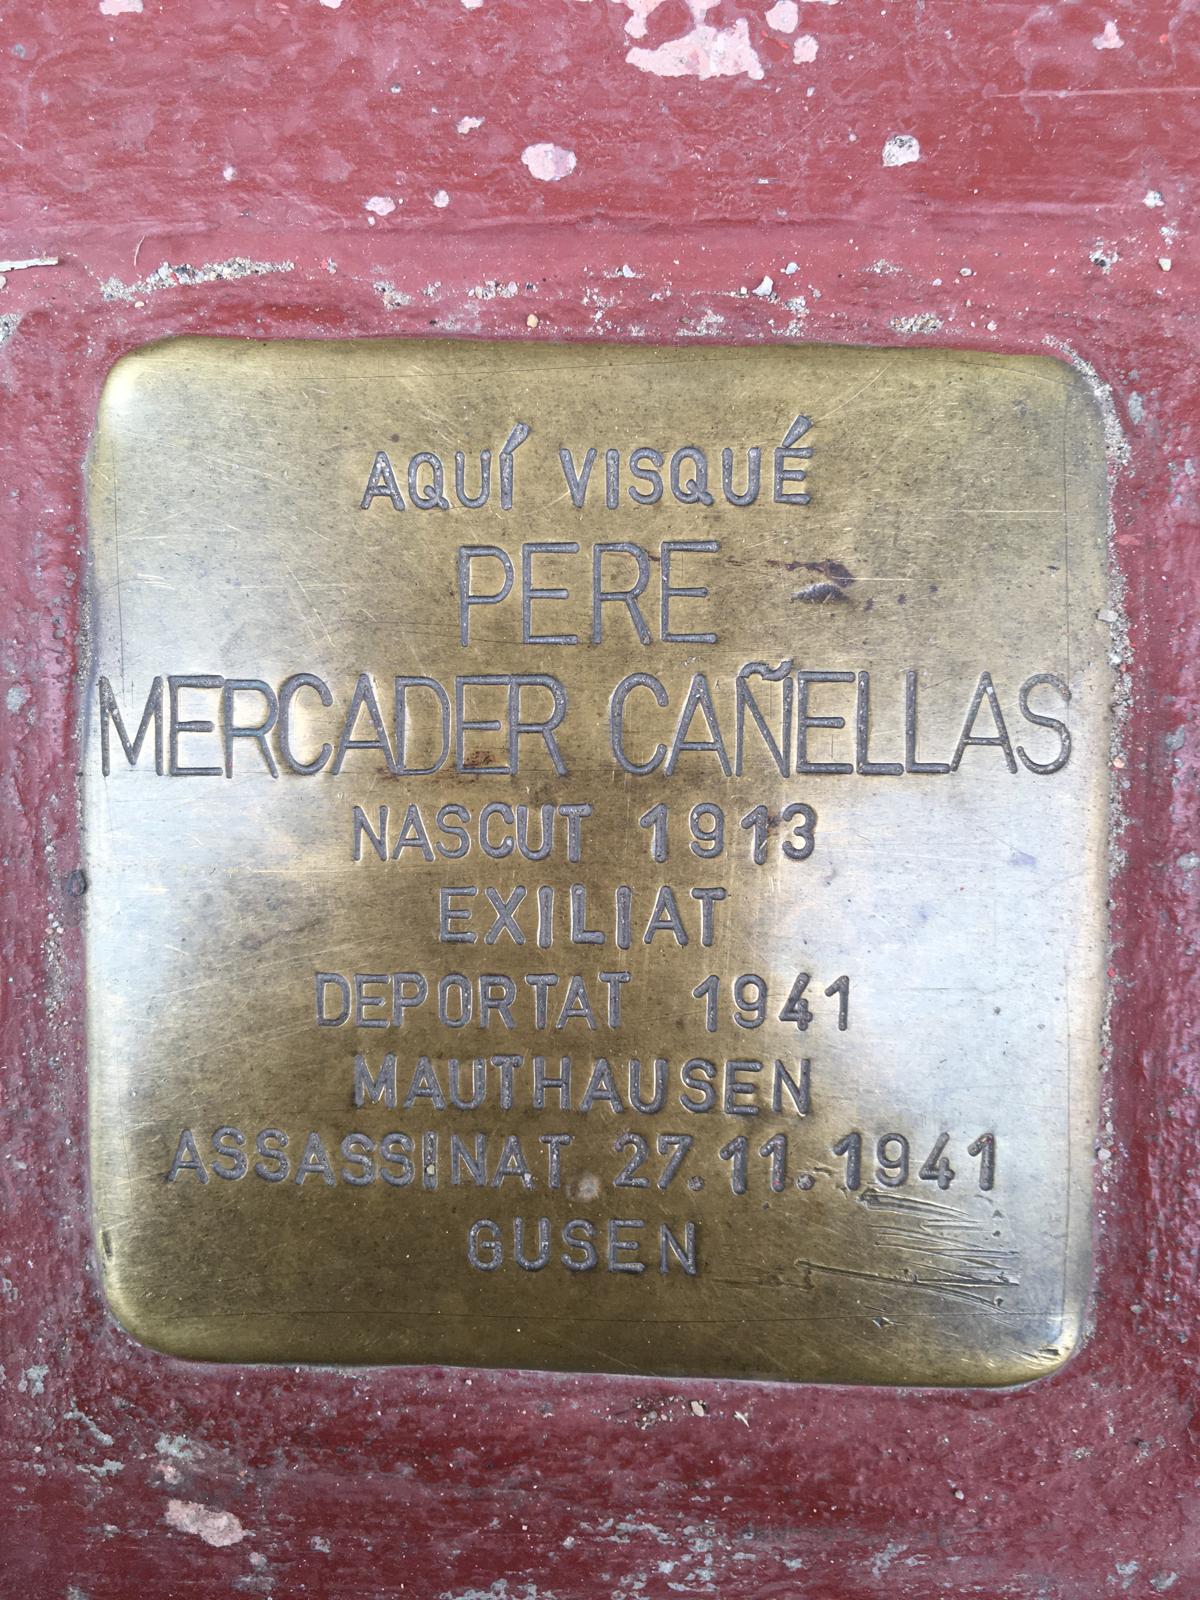 AQUÍ VISQUÉ
PERE
MERCADER CAÑELLAS
NASCUT 1913
EXILIAT
DEPORTAT 1941
MAUTHAUSEN
ASSASSINAT 27.11.1941
GUSEN